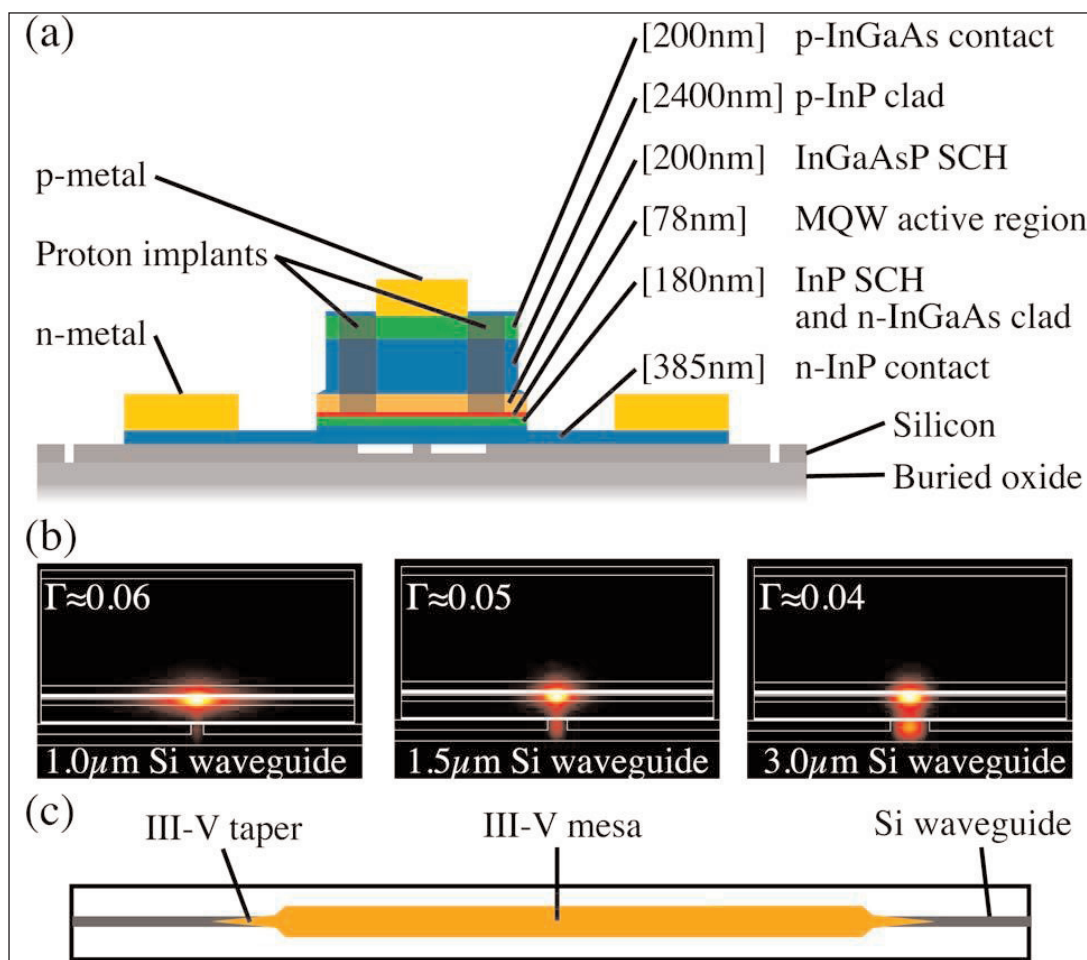 (a)
[200nm] p-InGaAs contact
[2400nm] p-InP clad
[200nm] InGaAsP SCH
p-metal
[78nm] MQW active region
Proton implants
[180nm] InP SCH
and n-InGaAs clad
n-metal
[385nm] n-InP contact
Silicon
Buried oxide
(b)
Γ≈0.06
Γ≈0.05
Γ≈0.04
1.0μm Si waveguide
1.5μm Si waveguide
3.0μm Si waveguide
(c)
III-V taper
III-V mesa
Si waveguide